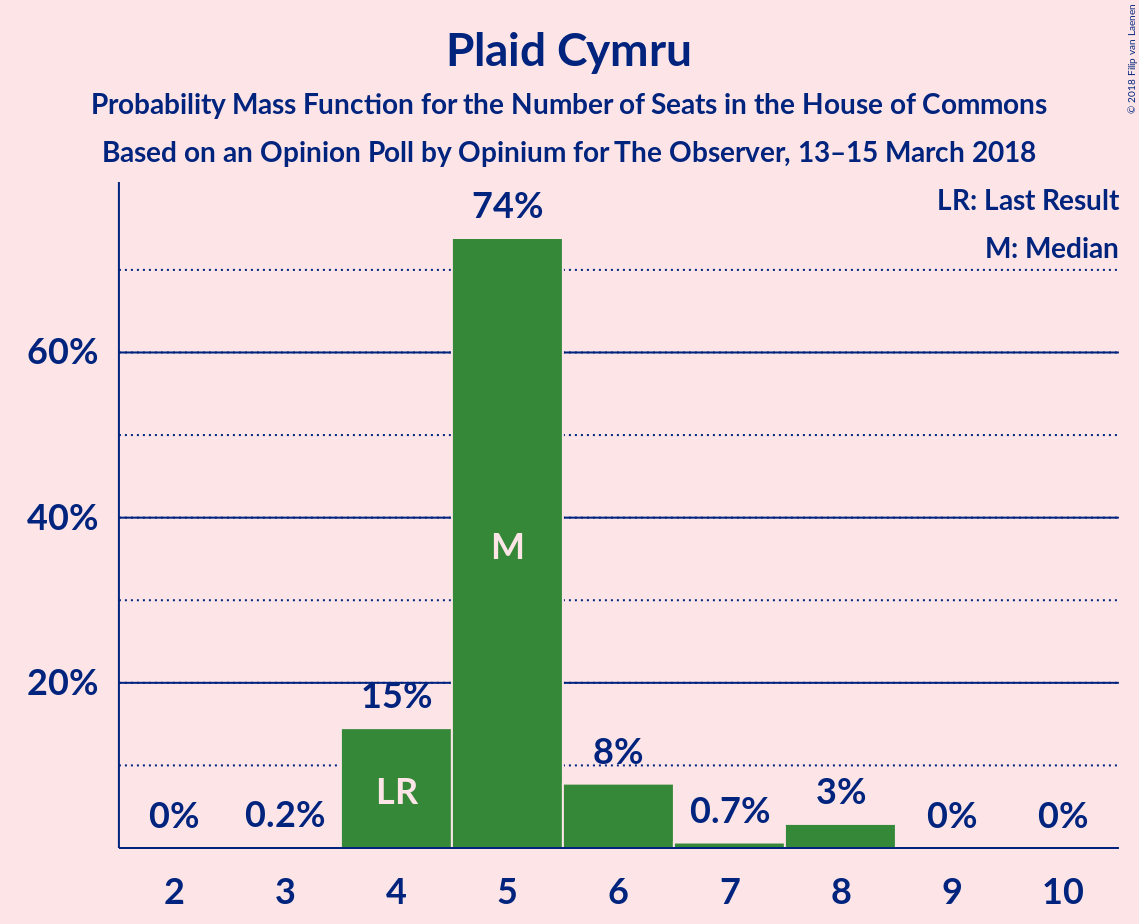 Plaid Cymru
Probability Mass Function for the Number of Seats in the House of Commons
Based on an Opinion Poll by Opinium for The Observer, 13–15 March 2018
© 2018 Filip van Laenen
LR: Last Result
M: Median
74%
60%
40%
20%
M
15%
LR
8%
3%
0%
0.2%
0.7%
0%
0%
2 3 4 5 6 7 8 9 10